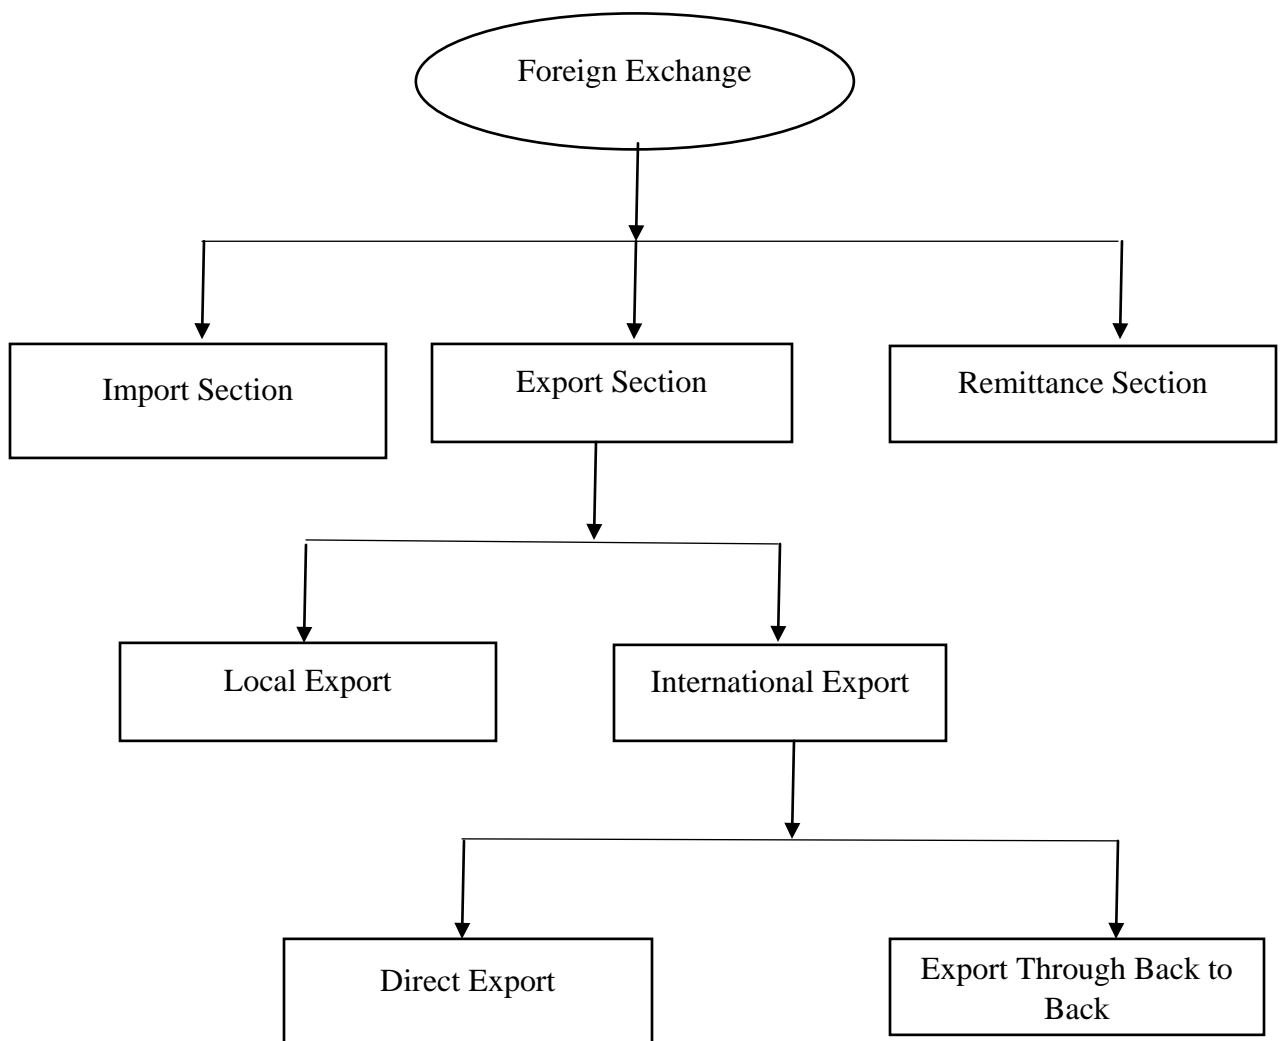 Foreign Exchange
Import Section
Export Section
Remittance Section
Local Export
International Export
Direct Export
Export Through Back to
Back